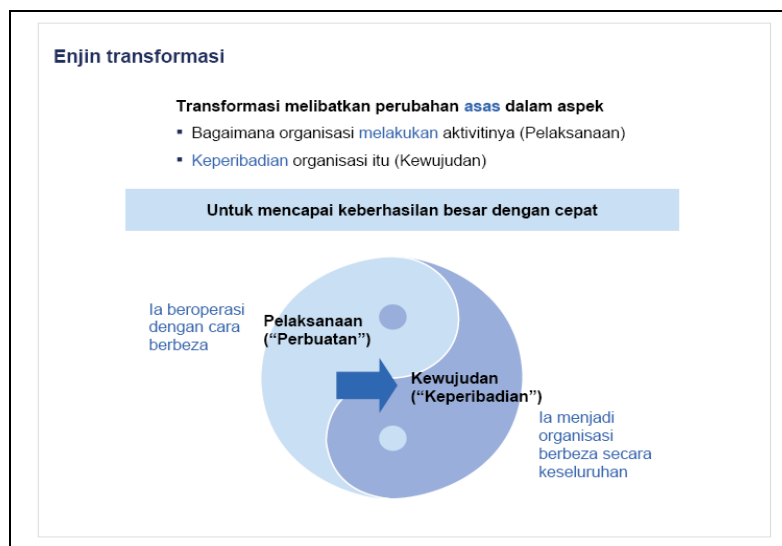 Enjin transformasi
Transformasi melibatkan perubahan asas dalam aspek
▪ Bagaimana organisasi melakukan aktivitinya (Pelaksanaan)
▪ Keperibadian organisasi itu (Kewujudan)
Untuk mencapai keberhasilan besar dengan cepat
Ia beroperasi
dengan cara
berbeza
Pelaksanaan
(“Perbuatan”)
Kewujudan
(“Keperibadian”)
Ia menjadi
organisasi
berbeza secara
keseluruhan